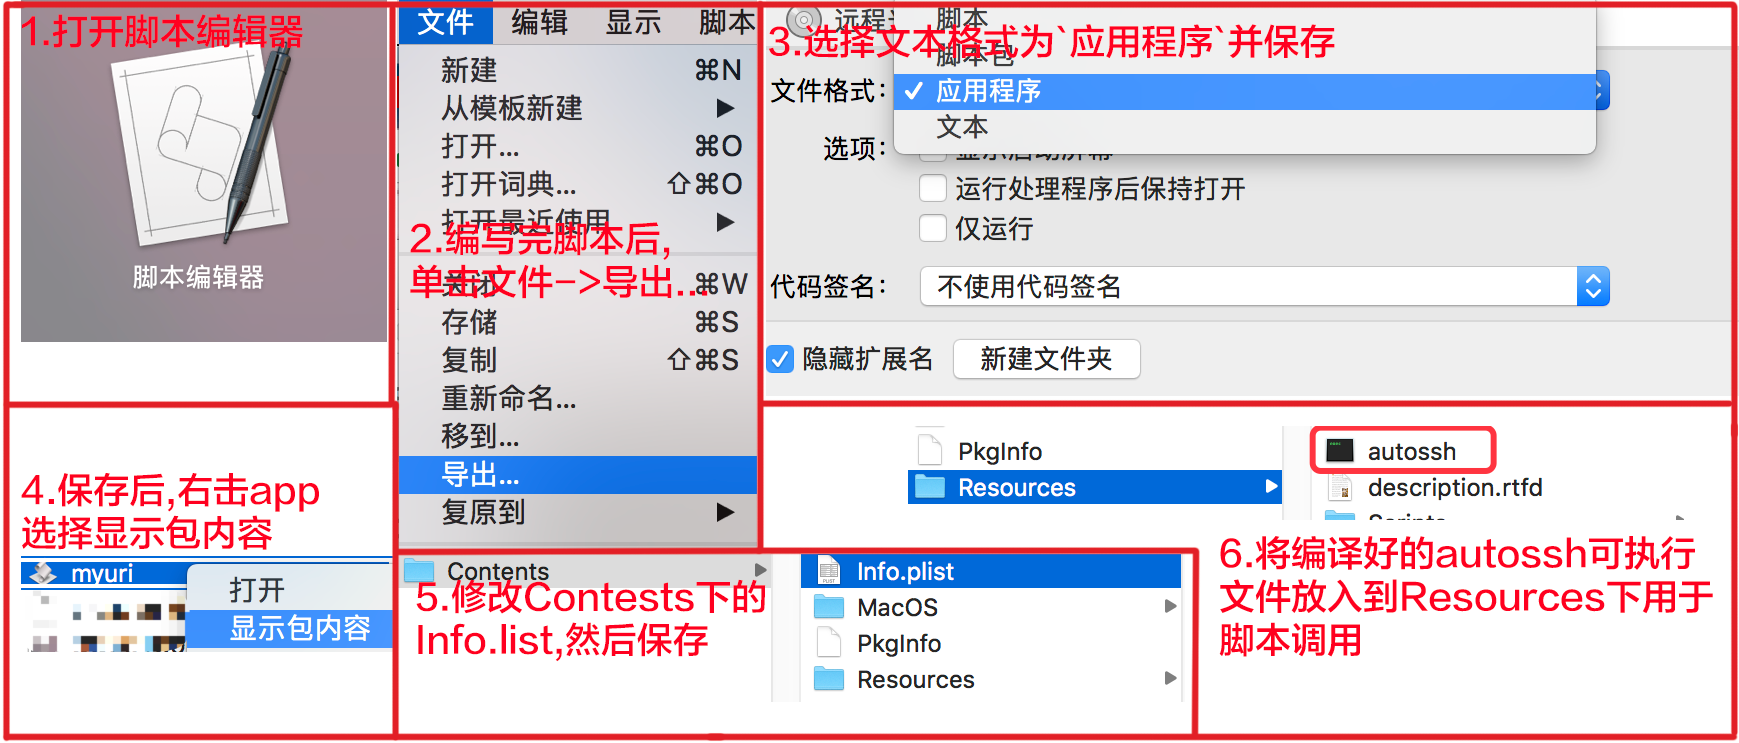 1.打开脚本编辑器
脚本编辑器
文件 编辑 显示 脚本
新建 ⌘N
从模板新建 ▶
打开... ⌘O
打开词典... ⇧⌘O
打开最近使用 ▶
2.编写完脚本后,
单击文件->导出...
关闭 ⌘W
存储 ⌘S
复制 ⇧⌘S
重新命名...
移到...
导出...
复原到 ▶
远程
脚本
3.选择文本格式为`应用程序`并保存
脚本包
文件格式: ✓ 应用程序
文本
选项: 显示启动屏幕
运行处理程序后保持打开
仅运行
代码签名: 不使用代码签名
隐藏扩展名 新建文件夹
4.保存后,右击app
选择显示包内容
myuri
打开
显示包内容
Contents
5.修改Contests下的
Info.list,然后保存
Info.plist
MacOS
PkgInfo
Resources
PkgInfo
Resources
autossh
description.rtfd
Scripts
6.将编译好的autossh可执行
文件放入到Resources下用于
脚本调用